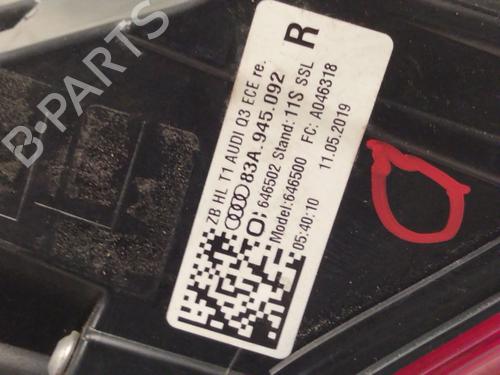 ZB HL T1 AUDI Q3 ECE re.
83A.945.092
R
O: 646502 Stand: 11S SSL
Model: 646500 FC: A046318
05:40:10 11.05.2019
B-PARTS